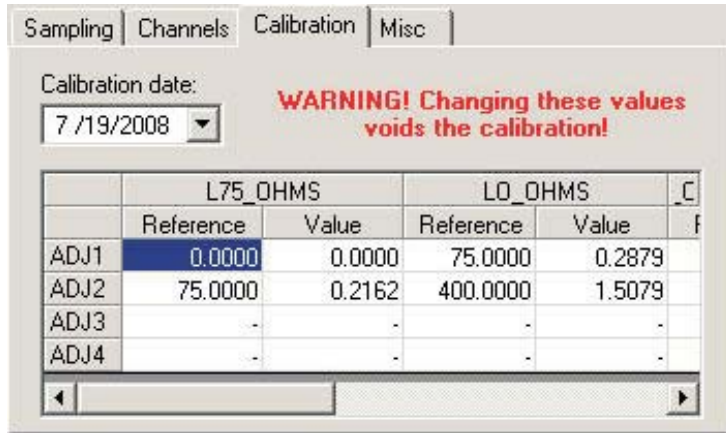 Sampling Channels Calibration Misc
Calibration date:
7 /19/2008
WARNING! Changing these values
voids the calibration!
L75_OHMS L0_OHMS _C
Reference Value Reference Value
ADJ1 0.0000 0.0000 75.0000 0.2879
ADJ2 75.0000 0.2162 400.0000 1.5079
ADJ3 - - - -
ADJ4 - - - -